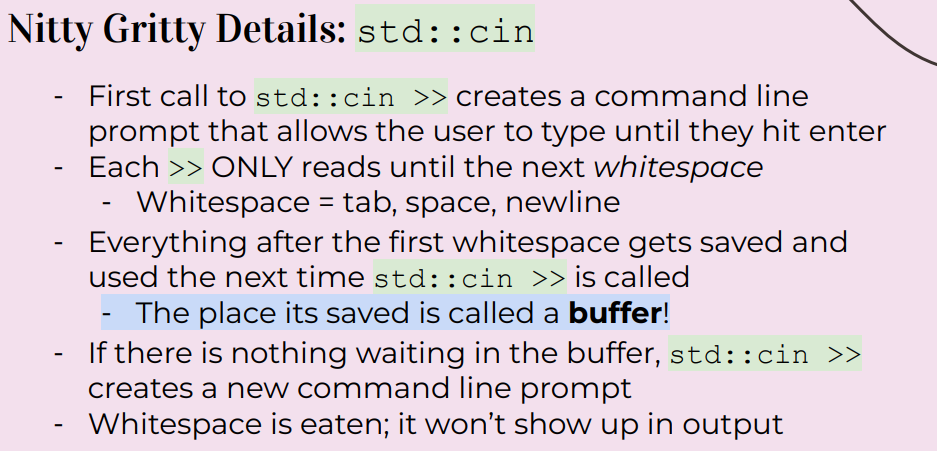 Nitty Gritty Details: std::cin
- First call to std::cin >> creates a command line
prompt that allows the user to type until they hit enter
- Each >> ONLY reads until the next whitespace
- Whitespace = tab, space, newline
- Everything after the first whitespace gets saved and
used the next time std::cin >> is called
- The place its saved is called a buffer!
- If there is nothing waiting in the buffer, std::cin >>
creates a new command line prompt
- Whitespace is eaten; it won’t show up in output